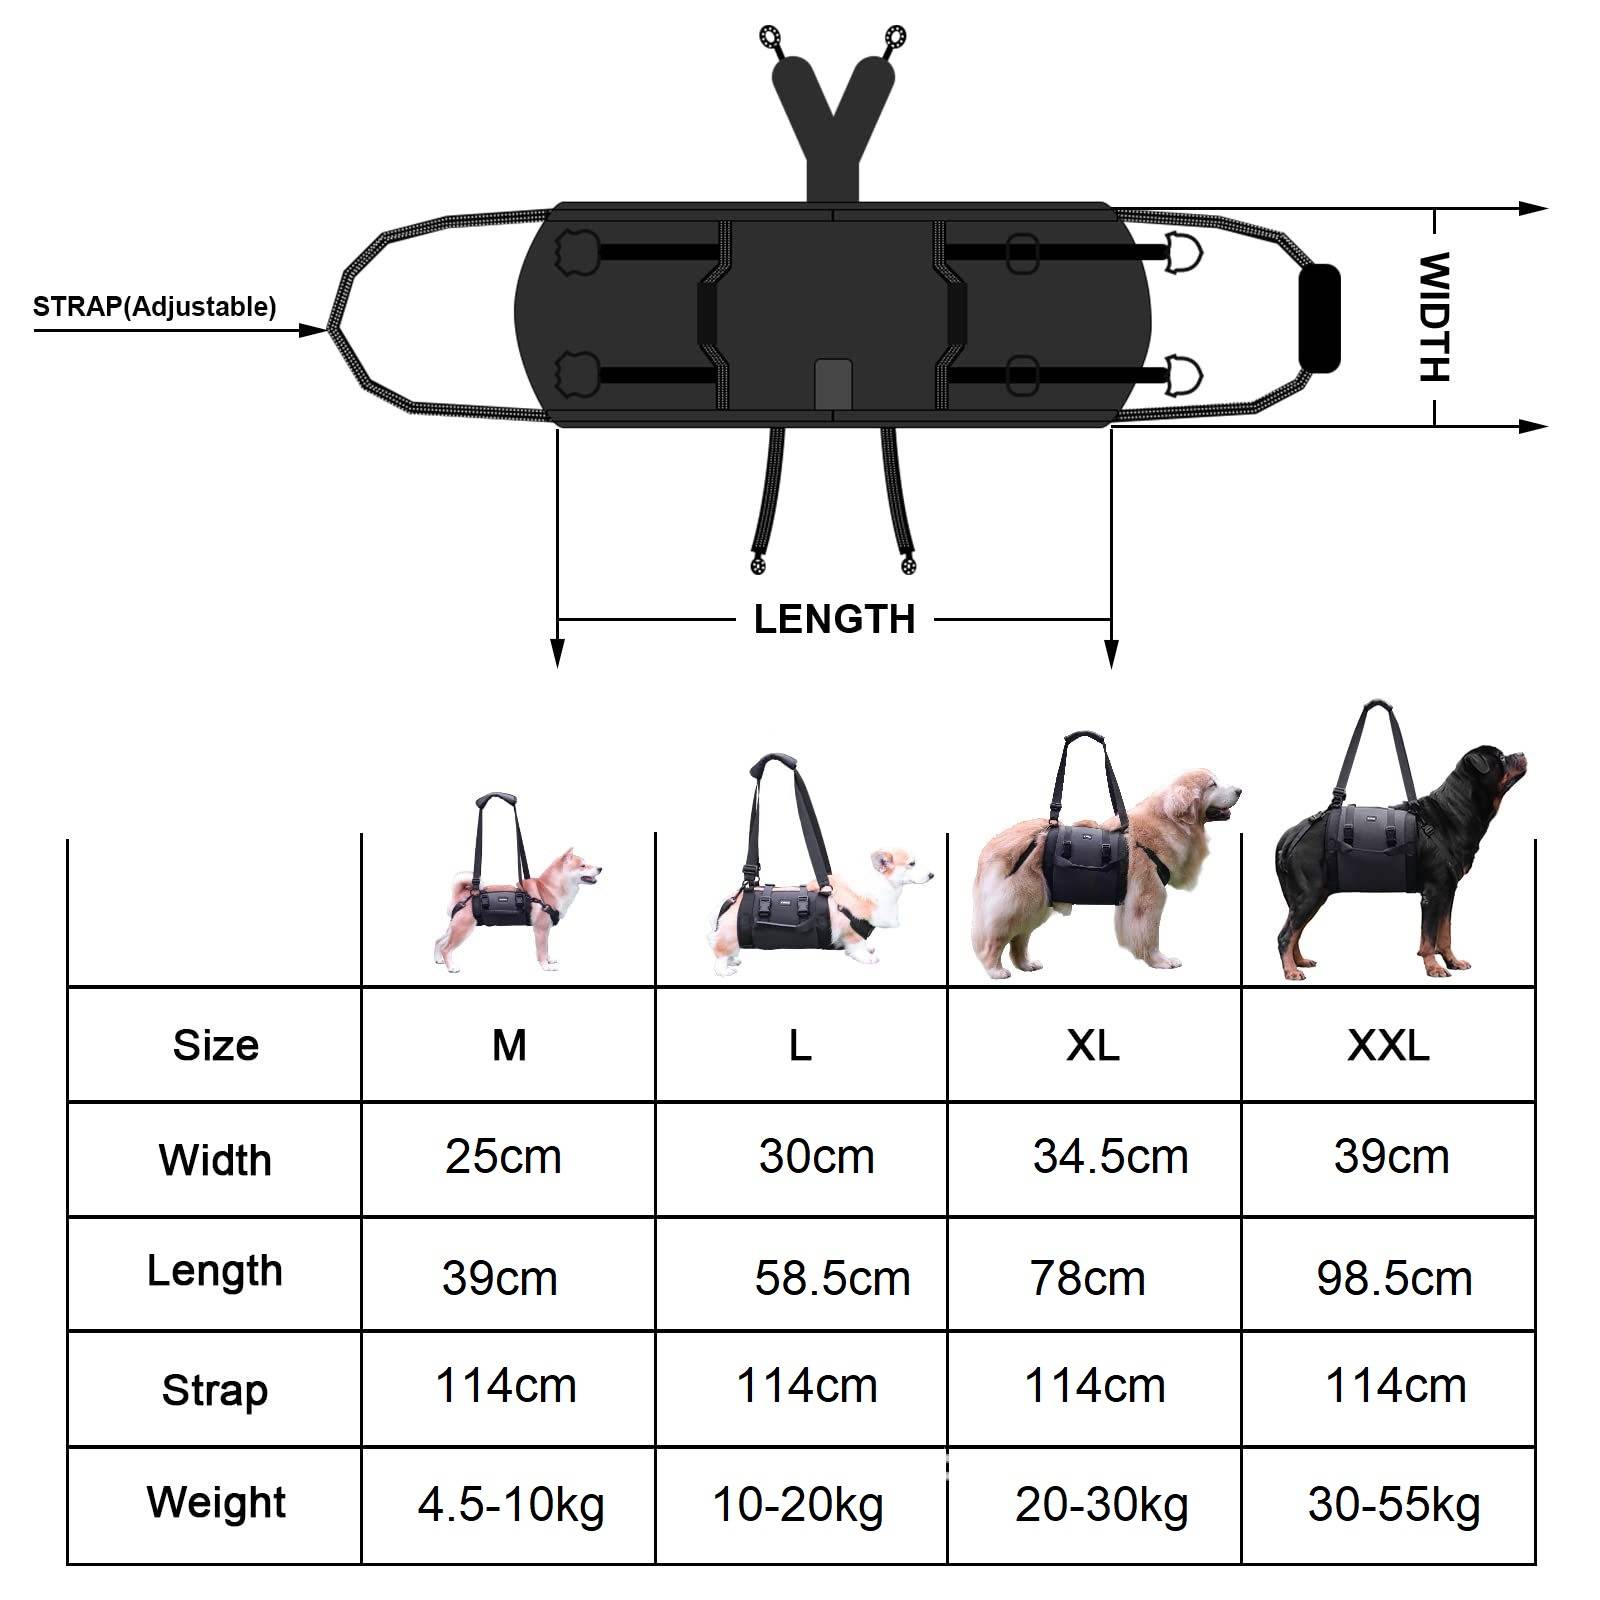 STRAP(Adjustable)
WIDTH
LENGTH
Size M L XL XXL
Width 25cm 30cm 34.5cm 39cm
Length 39cm 58.5cm 78cm 98.5cm
Strap 114cm 114cm 114cm 114cm
Weight 4.5-10kg 10-20kg 20-30kg 30-55kg